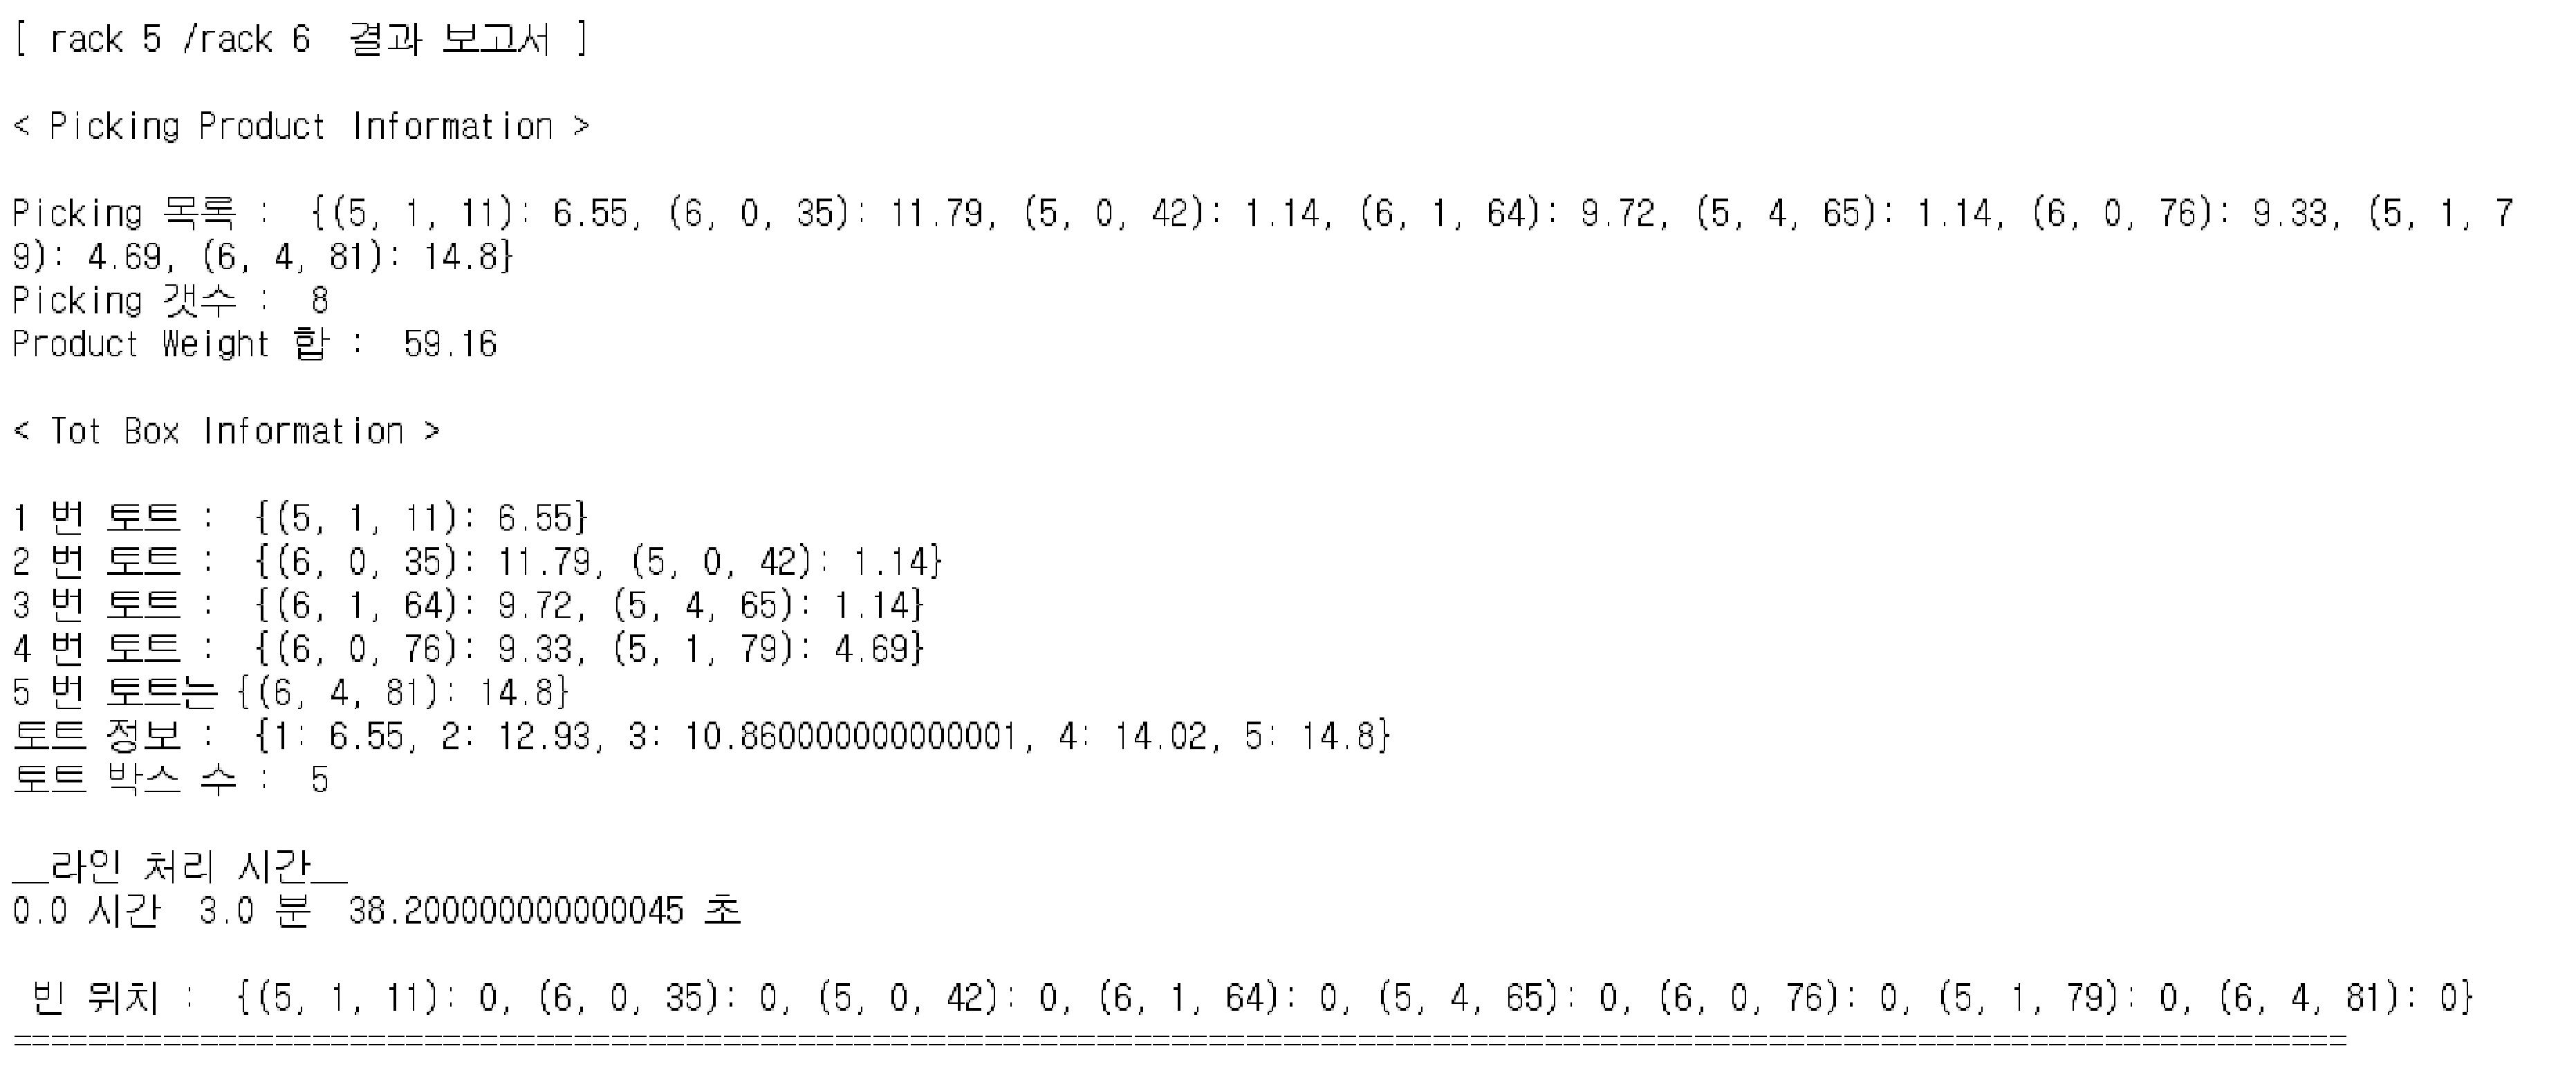 [ rack 5 /rack 6  결과 보고서 ]
< Picking Product Information >
Picking 목록 :  {(5, 1, 11): 6.55, (6, 0, 35): 11.79, (5, 0, 42): 1.14, (6, 1, 64): 9.72, (5, 4, 65): 1.14, (6, 0, 76): 9.33, (5, 1, 7
9): 4.69, (6, 4, 81): 14.8}
Picking 갯수 :  8
Product Weight 합 :  59.16
< Tot Box Information >
1 번 토트 :  {(5, 1, 11): 6.55}
2 번 토트 :  {(6, 0, 35): 11.79, (5, 0, 42): 1.14}
3 번 토트 :  {(6, 1, 64): 9.72, (5, 4, 65): 1.14}
4 번 토트 :  {(6, 0, 76): 9.33, (5, 1, 79): 4.69}
5 번 토트는 {(6, 4, 81): 14.8}
토트 정보 :  {1: 6.55, 2: 12.93, 3: 10.860000000000001, 4: 14.02, 5: 14.8}
토트 박스 수 :  5
__라인 처리 시간__
0.0 시간  3.0 분  38.200000000000045 초
빈 위치 :  {(5, 1, 11): 0, (6, 0, 35): 0, (5, 0, 42): 0, (6, 1, 64): 0, (5, 4, 65): 0, (6, 0, 76): 0, (5, 1, 79): 0, (6, 4, 81): 0}
=============================================================================================================================